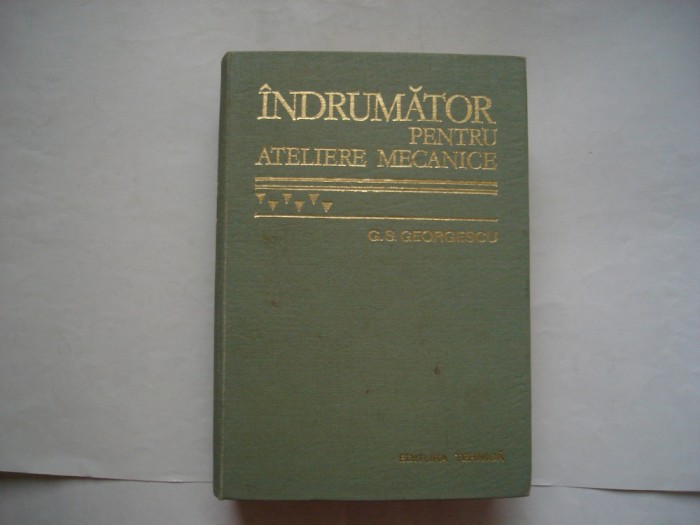 ÎNDRUMĂTOR
PENTRU
ATELIERE MECANICE
G.S. GEORGESCU
EDITURA TEHNICĂ